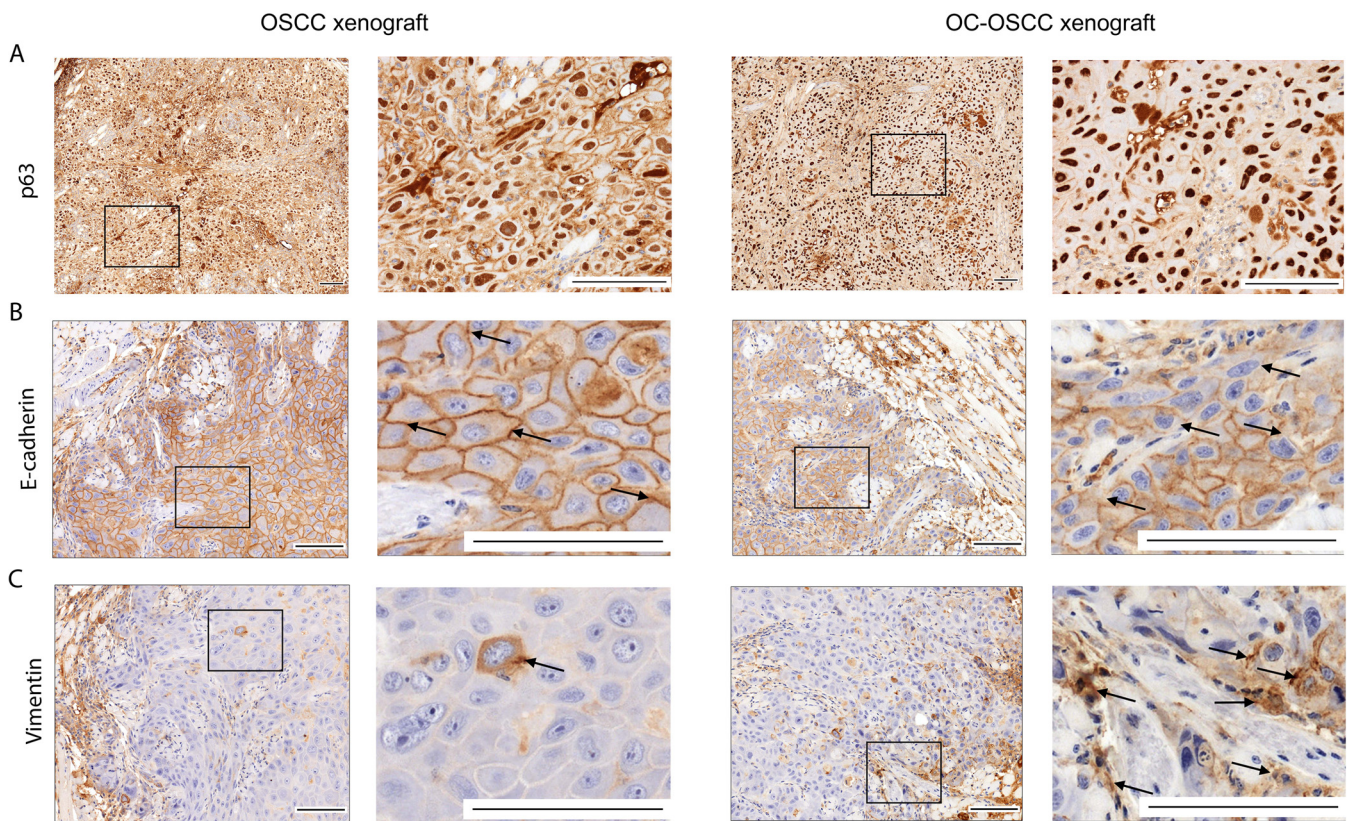 OSCC xenograft
OC-OSCC xenograft
A
p63
B
E-cadherin
C
Vimentin